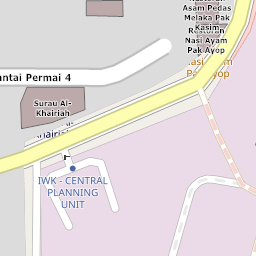 Asam Pedas
Melaka Pak
Kasim
Restoran
Nasi Ayam
Pak Ayop
antai Permai 4
Surau Al-
Khairiah
IWK - CENTRAL
PLANNING
UNIT